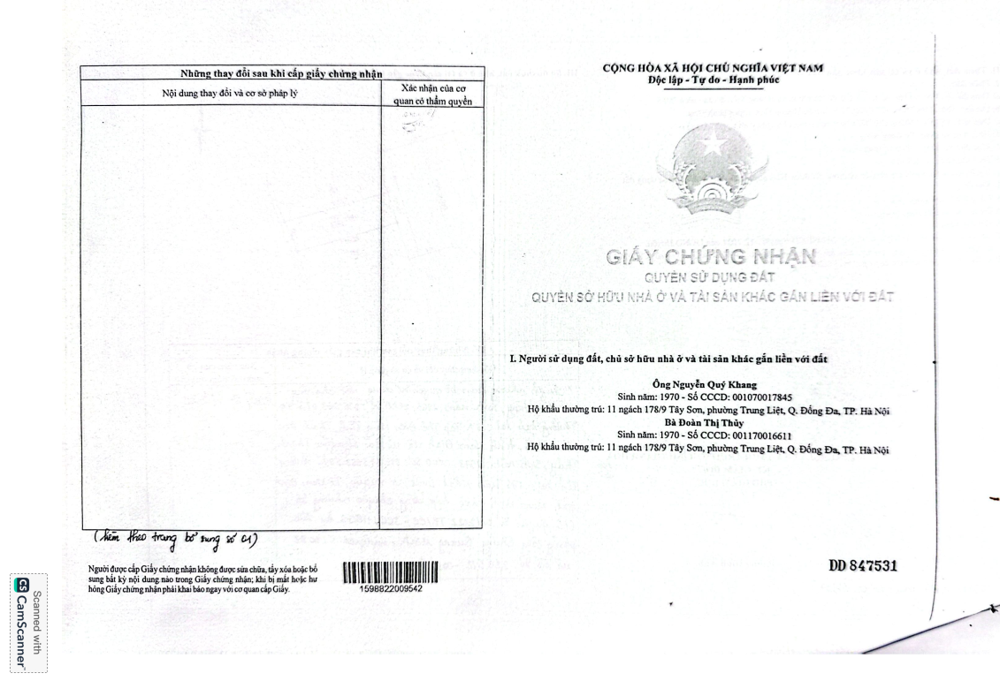 Những thay đổi sau khi cấp giấy chứng nhận
Nội dung thay đổi và cơ sở pháp lý
Xác nhận của cơ
quan có thẩm quyền
(kèm theo trang bổ sung số 01)
Người được cấp Giấy chứng nhận không được sửa chữa, tẩy xóa hoặc bổ
sung bất kỳ nội dung nào trong Giấy chứng nhận; khi bị mất hoặc hư
hỏng Giấy chứng nhận phải khai báo ngay với cơ quan cấp Giấy.
1598822009542
CỘNG HÒA XÃ HỘI CHỦ NGHĨA VIỆT NAM
Độc lập - Tự do - Hạnh phúc
GIẤY CHỨNG NHẬN
QUYỀN SỬ DỤNG ĐẤT
QUYỀN SỞ HỮU NHÀ Ở VÀ TÀI SẢN KHÁC GẮN LIỀN VỚI ĐẤT
I. Người sử dụng đất, chủ sở hữu nhà ở và tài sản khác gắn liền với đất
Ông Nguyễn Quý Khang
Sinh năm: 1970 - Số CCCD: 001070017845
Hộ khẩu thường trú: 11 ngách 178/9 Tây Sơn, phường Trung Liệt, Q. Đống Đa, TP. Hà Nội
Bà Đoàn Thị Thủy
Sinh năm: 1970 - Số CCCD: 001170016611
Hộ khẩu thường trú: 11 ngách 178/9 Tây Sơn, phường Trung Liệt, Q. Đống Đa, TP. Hà Nội
DD 847531
Scanned with
CS CamScanner